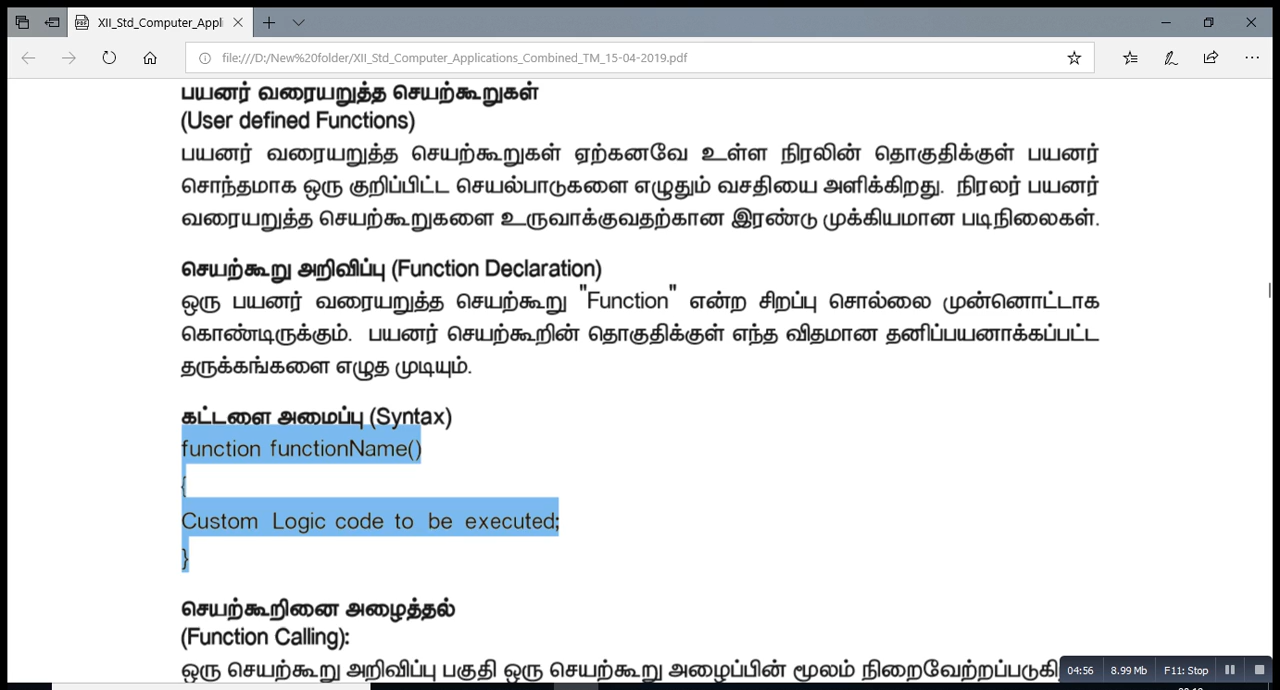 XII_Std_Computer_Appl
file:///D:/New%20folder/XII_Std_Computer_Applications_Combined_TM_15-04-2019.pdf
பயனர் வரையறுத்த செயற்கூறுகள்
(User defined Functions)
பயனர் வரையறுத்த செயற்கூறுகள் ஏற்கனவே உள்ள நிரலின் தொகுதிக்குள் பயனர்
சொந்தமாக ஒரு குறிப்பிட்ட செயல்பாடுகளை எழுதும் வசதியை அளிக்கிறது. நிரலர் பயனர்
வரையறுத்த செயற்கூறுகளை உருவாக்குவதற்கான இரண்டு முக்கியமான படிநிலைகள்.
செயற்கூறு அறிவிப்பு (Function Declaration)
ஒரு பயனர் வரையறுத்த செயற்கூறு "Function" என்ற சிறப்பு சொல்லை முன்னொட்டாக
கொண்டிருக்கும். பயனர் செயற்கூறின் தொகுதிக்குள் எந்த விதமான தனிப்பயனாக்கப்பட்ட
தருக்கங்களை எழுத முடியும்.
கட்டளை அமைப்பு (Syntax)
function functionName()
{
Custom Logic code to be executed;
}
செயற்கூறினை அழைத்தல்
(Function Calling):
ஒரு செயற்கூறு அறிவிப்பு பகுதி ஒரு செயற்கூறு அழைப்பின் மூலம்
04:56 8.99 Mb F11: Stop